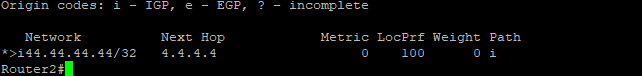 Origin codes: i - IGP, e - EGP, ? - incomplete
Network Next Hop Metric LocPrf Weight Path
*>i44.44.44.44/32 4.4.4.4 0 100 0 i
Router2#